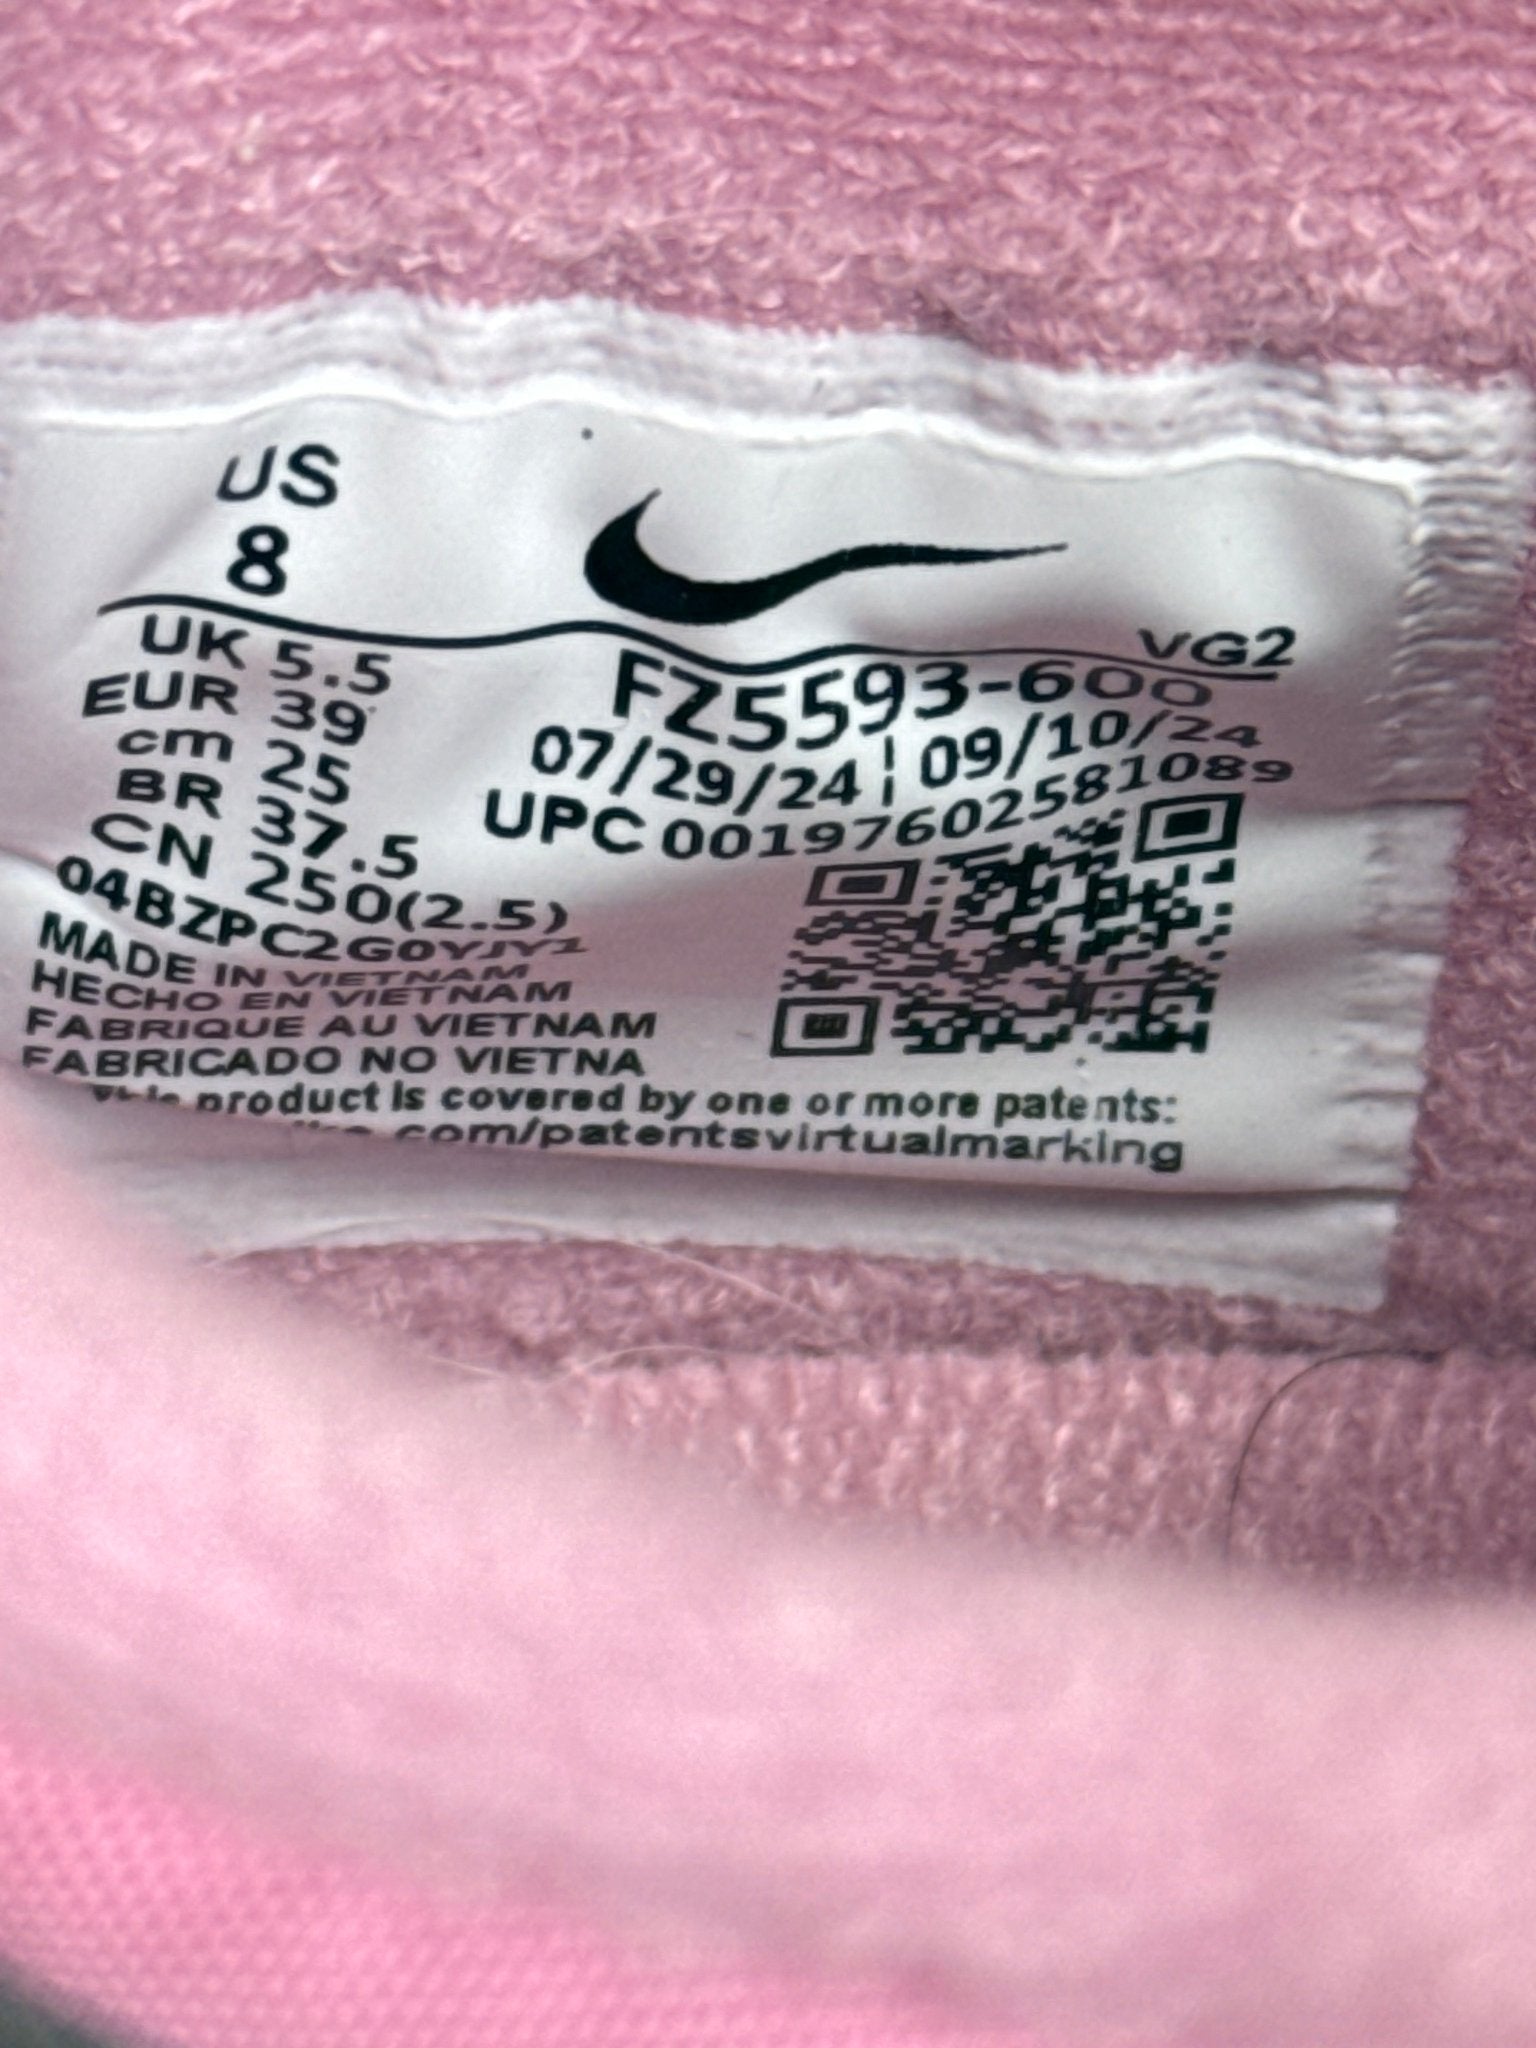 US
8
VG2
UK 5.5
EUR 39
cm 25
BR 37.5
CN 250(2.5)
FZ5593-600
07/29/24 ¦ 09/10/24
UPC 00197602581089
04BZPC2G0YJY1
MADE IN VIETNAM
HECHO EN VIETNAM
FABRIQUE AU VIETNAM
FABRICADO NO VIETNA
This product is covered by one or more patents:
.com/patentsvirtualmarking